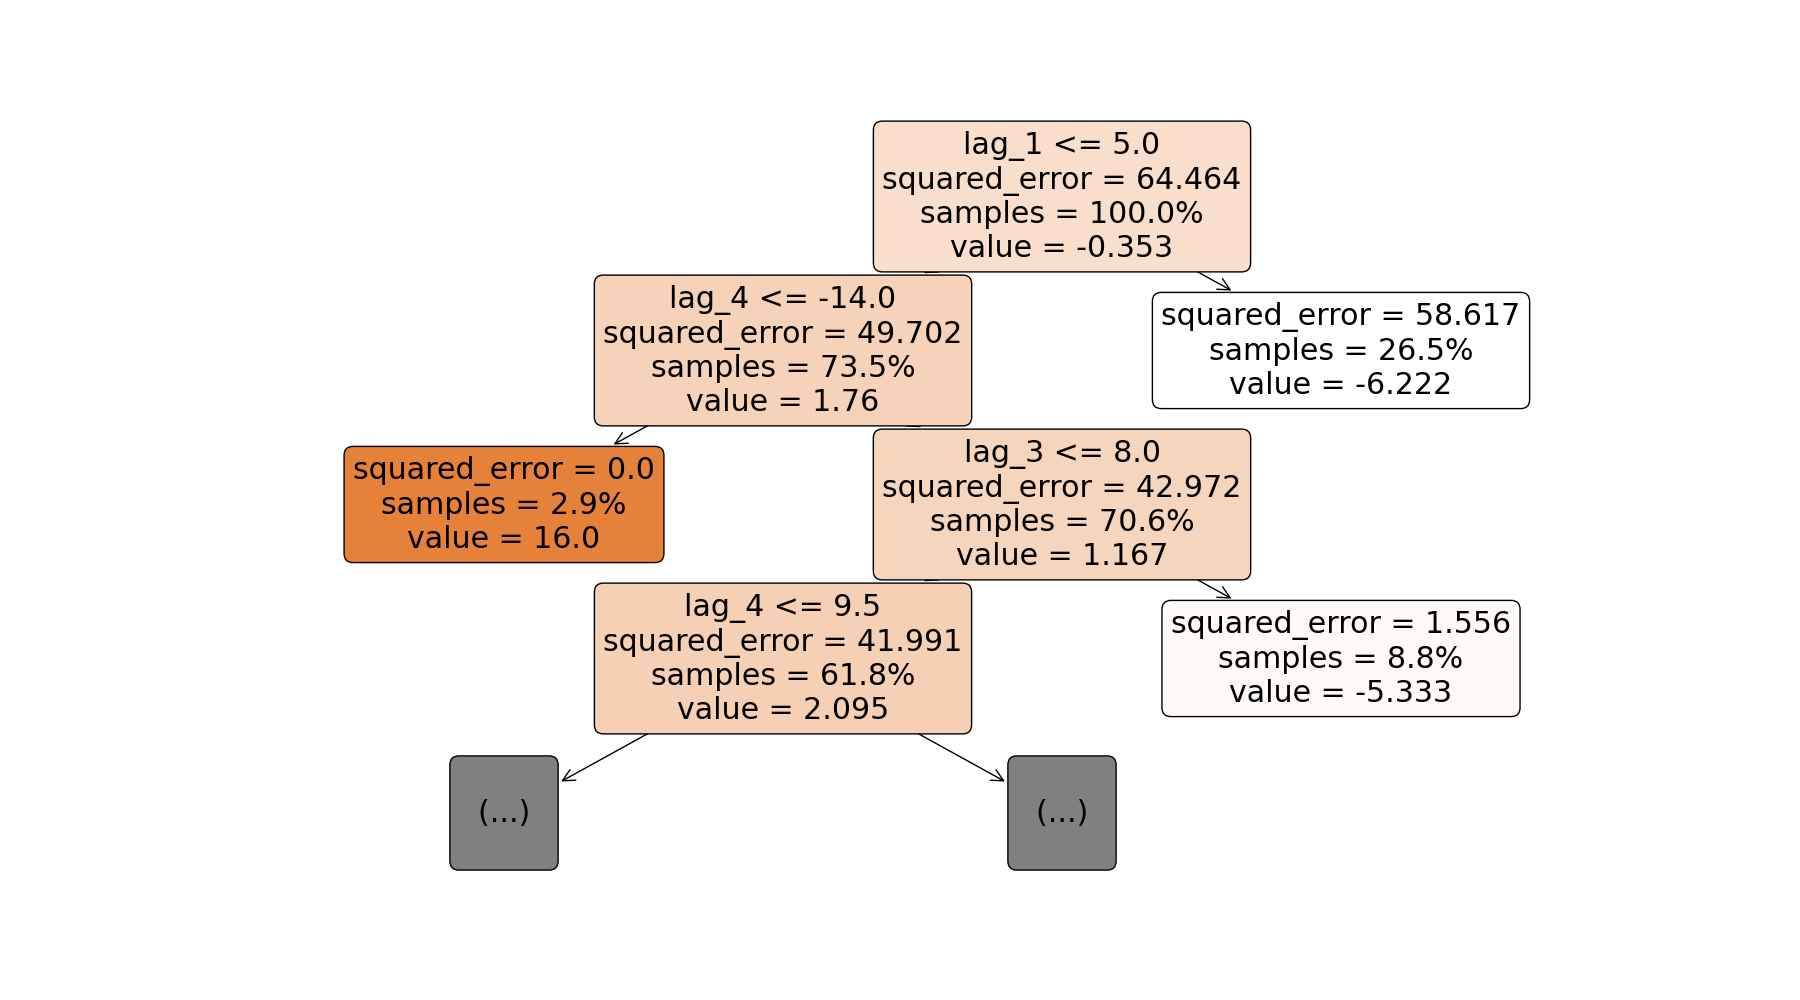 lag_1 <= 5.0
squared_error = 64.464
samples = 100.0%
value = -0.353
lag_4 <= -14.0
squared_error = 49.702
samples = 73.5%
value = 1.76
squared_error = 58.617
samples = 26.5%
value = -6.222
squared_error = 0.0
samples = 2.9%
value = 16.0
lag_3 <= 8.0
squared_error = 42.972
samples = 70.6%
value = 1.167
lag_4 <= 9.5
squared_error = 41.991
samples = 61.8%
value = 2.095
squared_error = 1.556
samples = 8.8%
value = -5.333
(...)
(...)